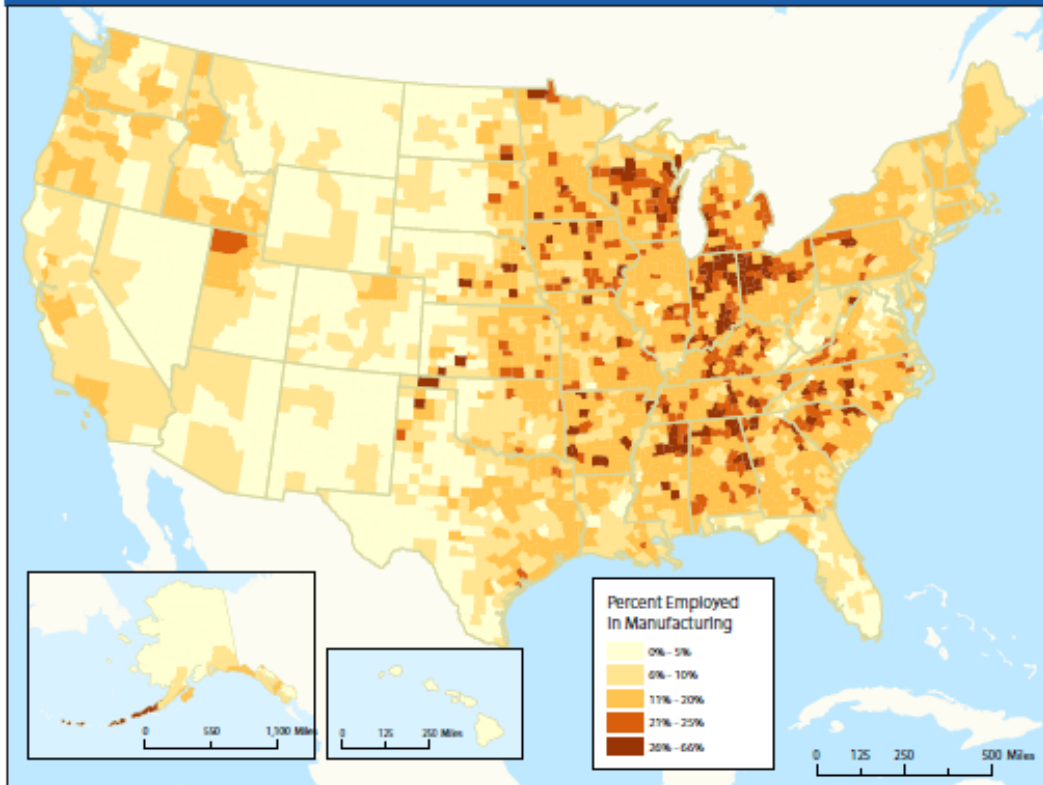 Percent Employed
in Manufacturing
0% - 5%
6% - 10%
11% - 20%
21% - 25%
26% - 66%
0 550 1,100 Miles
0 125 250 Miles
0 125 250 500 Miles